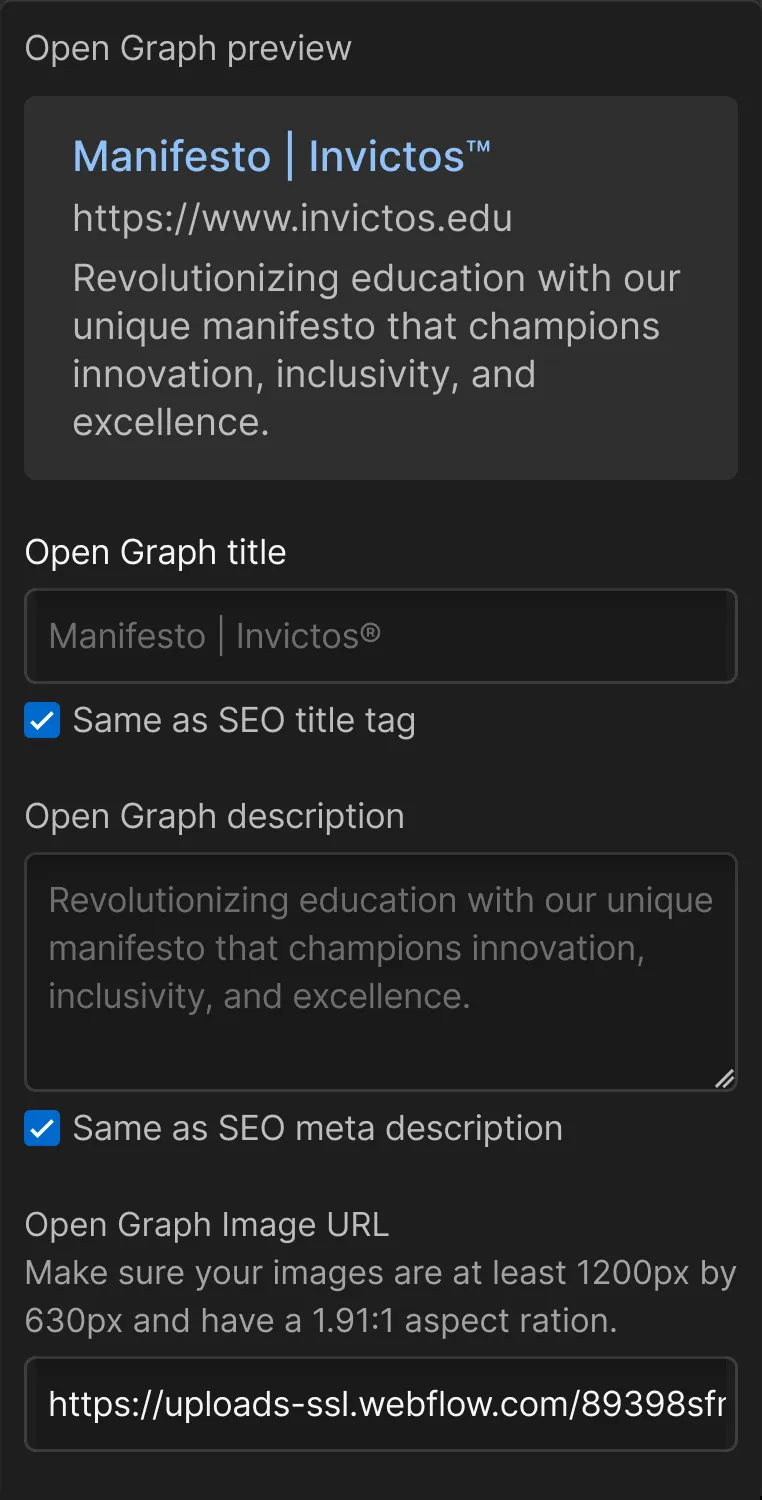 Open Graph preview
Manifesto | Invictos™
https://www.invictos.edu
Revolutionizing education with our
unique manifesto that champions
innovation, inclusivity, and
excellence.
Open Graph title
Manifesto | Invictos®
Same as SEO title tag
Open Graph description
Revolutionizing education with our unique
manifesto that champions innovation,
inclusivity, and excellence.
Same as SEO meta description
Open Graph Image URL
Make sure your images are at least 1200px by
630px and have a 1.91:1 aspect ration.
https://uploads-ssl.webflow.com/89398sfr